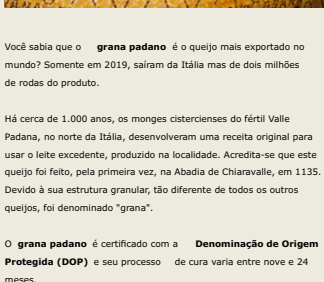 Você sabia que o grana padano é o queijo mais exportado no
mundo? Somente em 2019, saíram da Itália mas de dois milhões
de rodas do produto.
Há cerca de 1.000 anos, os monges cistercienses do fértil Valle
Padana, no norte da Itália, desenvolveram uma receita original para
usar o leite excedente, produzido na localidade. Acredita-se que este
queijo foi feito, pela primeira vez, na Abadia de Chiaravalle, em 1135.
Devido à sua estrutura granular, tão diferente de todos os outros
queijos, foi denominado "grana".
O grana padano é certificado com a Denominação de Origem
Protegida (DOP) e seu processo de cura varia entre nove e 24
meses.